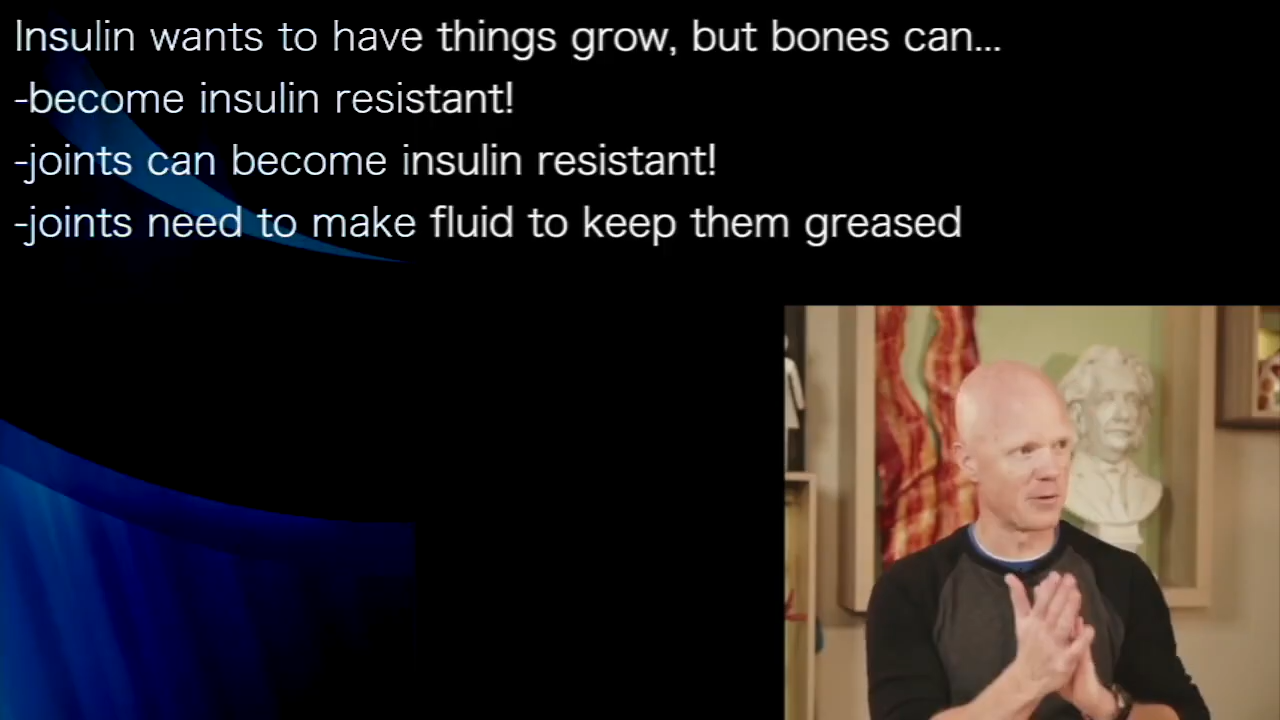 Insulin wants to have things grow, but bones can...
-become insulin resistant!
-joints can become insulin resistant!
-joints need to make fluid to keep them greased